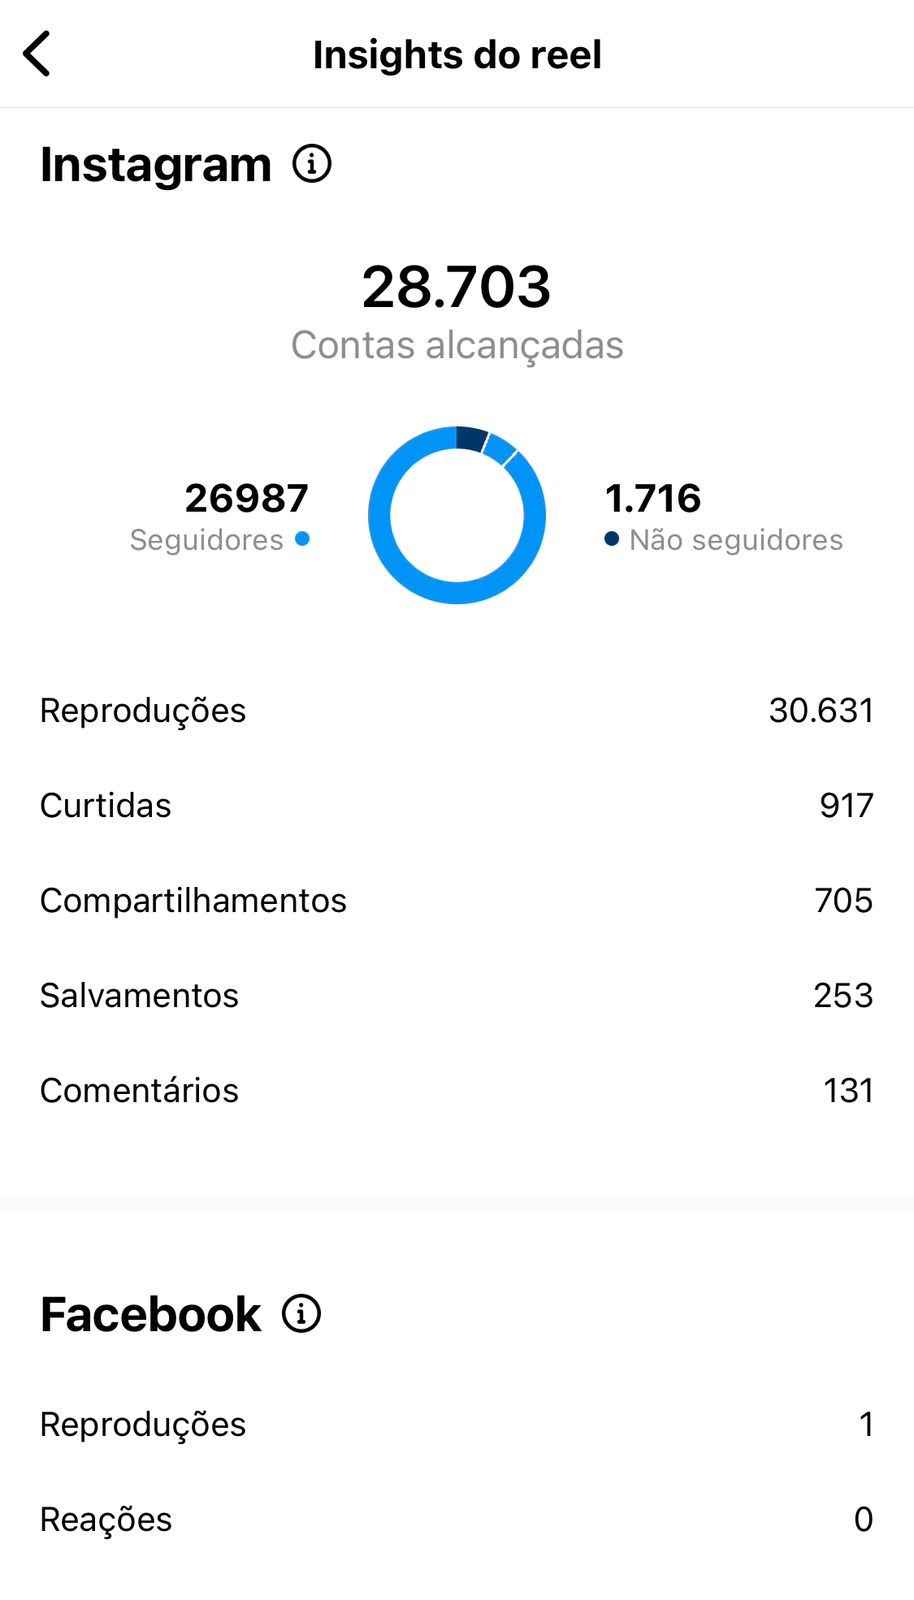 Insights do reel
Instagram
28.703
Contas alcançadas
26987
Seguidores
1.716
Não seguidores
Reproduções 30.631
Curtidas 917
Compartilhamentos 705
Salvamentos 253
Comentários 131
Facebook
Reproduções 1
Reações 0